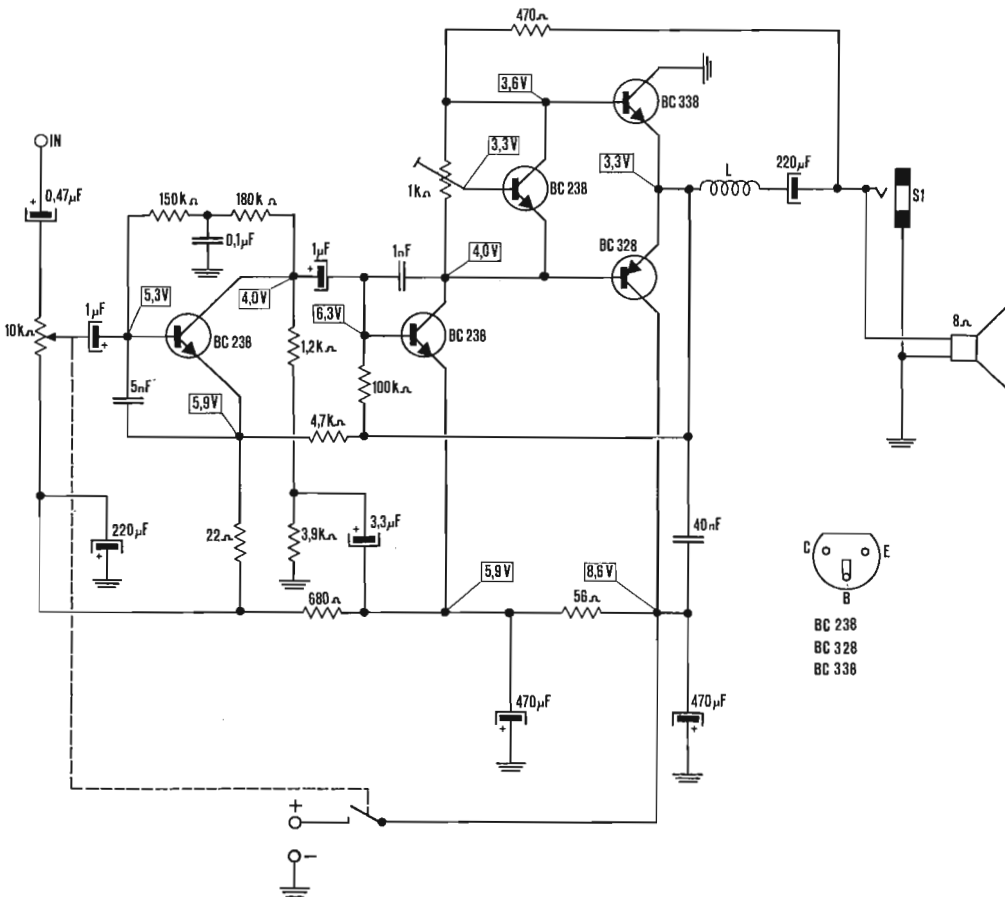 470Ω
3,6V
BC 338
IN
3,3V
0,47µF
+
150kΩ
180kΩ
1kΩ
BC 238
3,3V
L
220µF
S1
0,1µF
1µF
+
1nF
4,0V
BC 328
1µF
+
5,3V
4,0V
6,3V
10kΩ
BC 238
1,2kΩ
BC 238
8Ω
5nF
100kΩ
5,9V
4,7kΩ
220µF
+
22Ω
3,9kΩ
3,3µF
+
40nF
C
E
B
680Ω
5,9V
8,6V
56Ω
BC 238
BC 328
BC 338
470µF
+
470µF
+
+
-